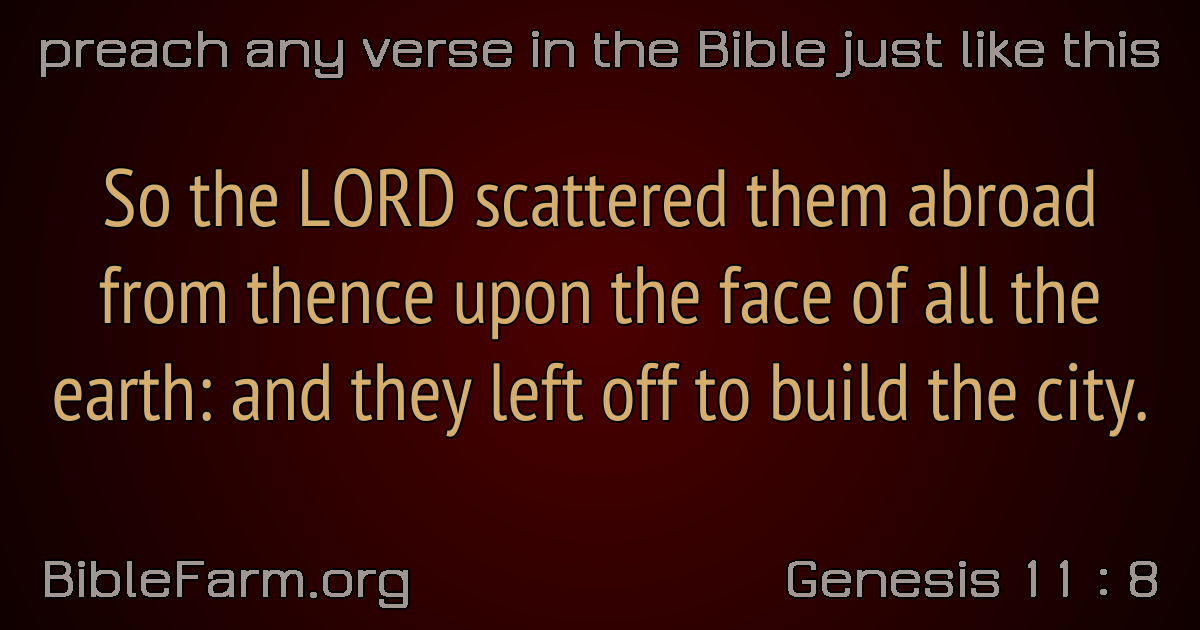 preach any verse in the Bible just like this
So the LORD scattered them abroad
from thence upon the face of all the
earth: and they left off to build the city.
BibleFarm.org
Genesis 11 : 8